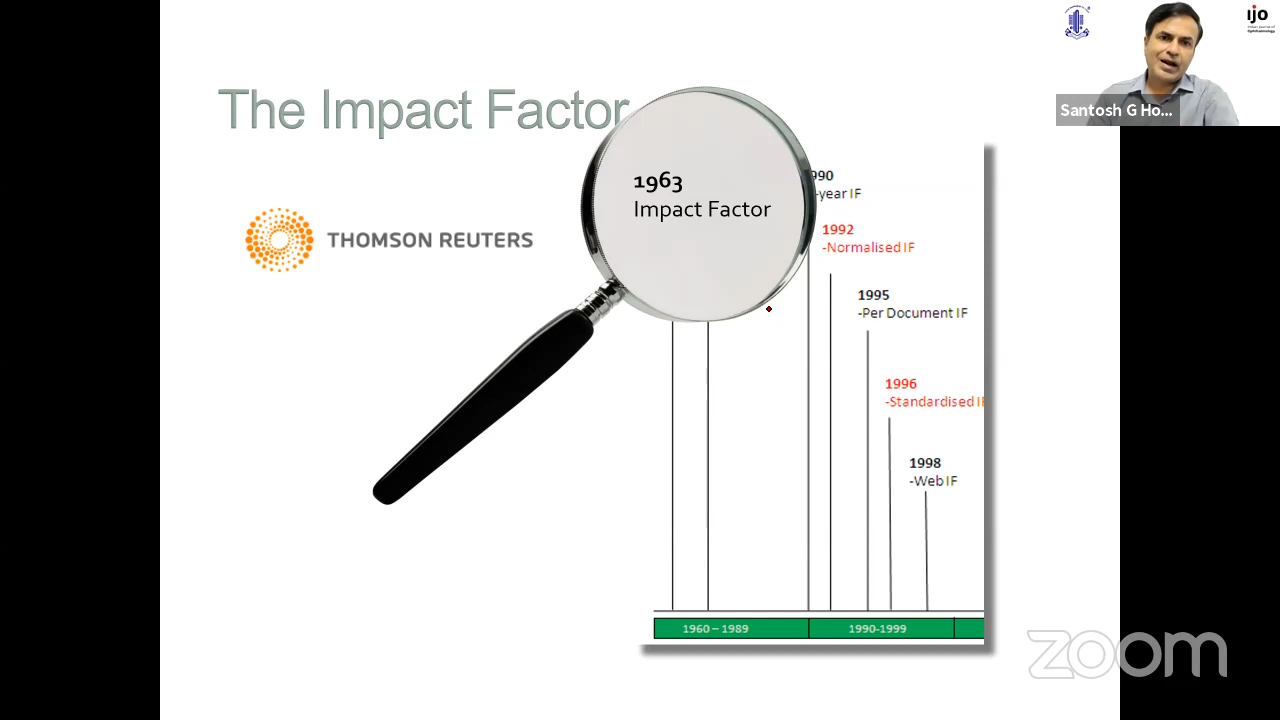 The Impact Factor
THOMSON REUTERS
1963
Impact Factor
990
-year IF
1992
-Normalised IF
1995
-Per Document IF
1996
-Standardised IF
1998
-Web IF
1960 – 1989
1990-1999
ijo
Santosh G Ho...
zoom